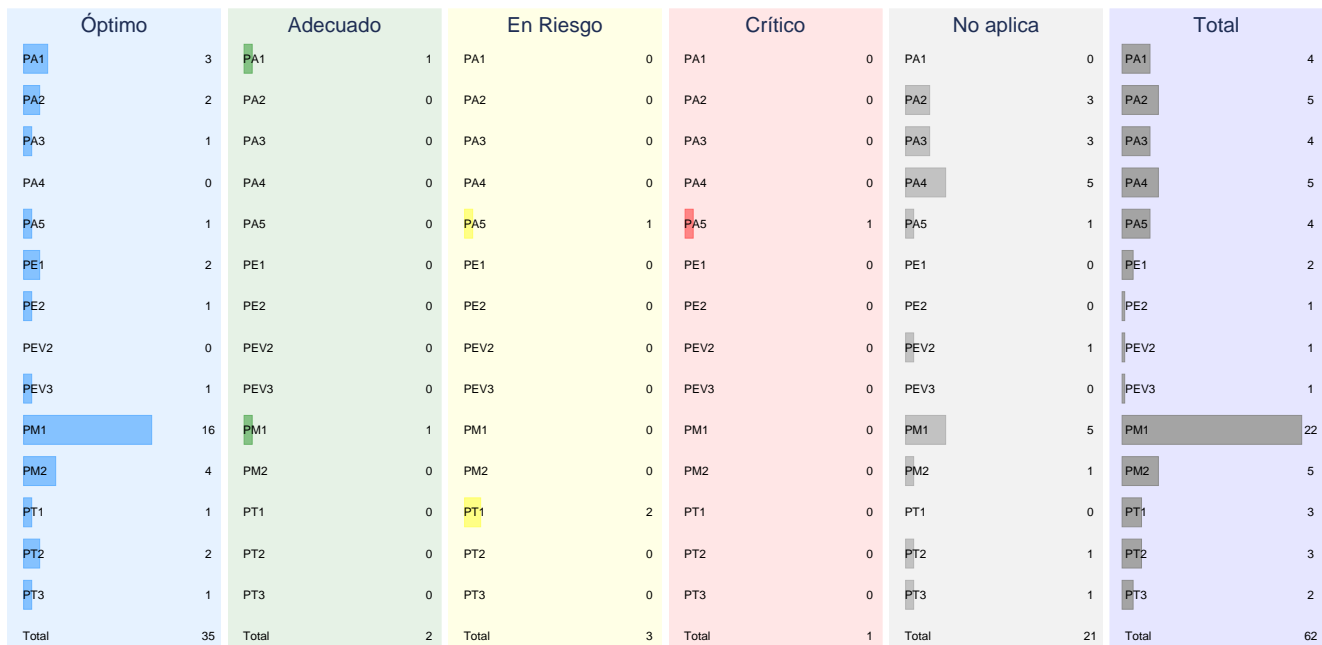 Óptimo Adecuado En Riesgo Crítico No aplica Total
PA1 3 PA1 1 PA1 0 PA1 0 PA1 0 PA1 4
PA2 2 PA2 0 PA2 0 PA2 0 PA2 3 PA2 5
PA3 1 PA3 0 PA3 0 PA3 0 PA3 3 PA3 4
PA4 0 PA4 0 PA4 0 PA4 0 PA4 5 PA4 5
PA5 1 PA5 0 PA5 1 PA5 1 PA5 1 PA5 4
PE1 2 PE1 0 PE1 0 PE1 0 PE1 0 PE1 2
PE2 1 PE2 0 PE2 0 PE2 0 PE2 0 PE2 1
PEV2 0 PEV2 0 PEV2 0 PEV2 0 PEV2 1 PEV2 1
PEV3 1 PEV3 0 PEV3 0 PEV3 0 PEV3 0 PEV3 1
PM1 16 PM1 1 PM1 0 PM1 0 PM1 5 PM1 22
PM2 4 PM2 0 PM2 0 PM2 0 PM2 1 PM2 5
PT1 1 PT1 0 PT1 2 PT1 0 PT1 0 PT1 3
PT2 2 PT2 0 PT2 0 PT2 0 PT2 1 PT2 3
PT3 1 PT3 0 PT3 0 PT3 0 PT3 1 PT3 2
Total 35 Total 2 Total 3 Total 1 Total 21 Total 62